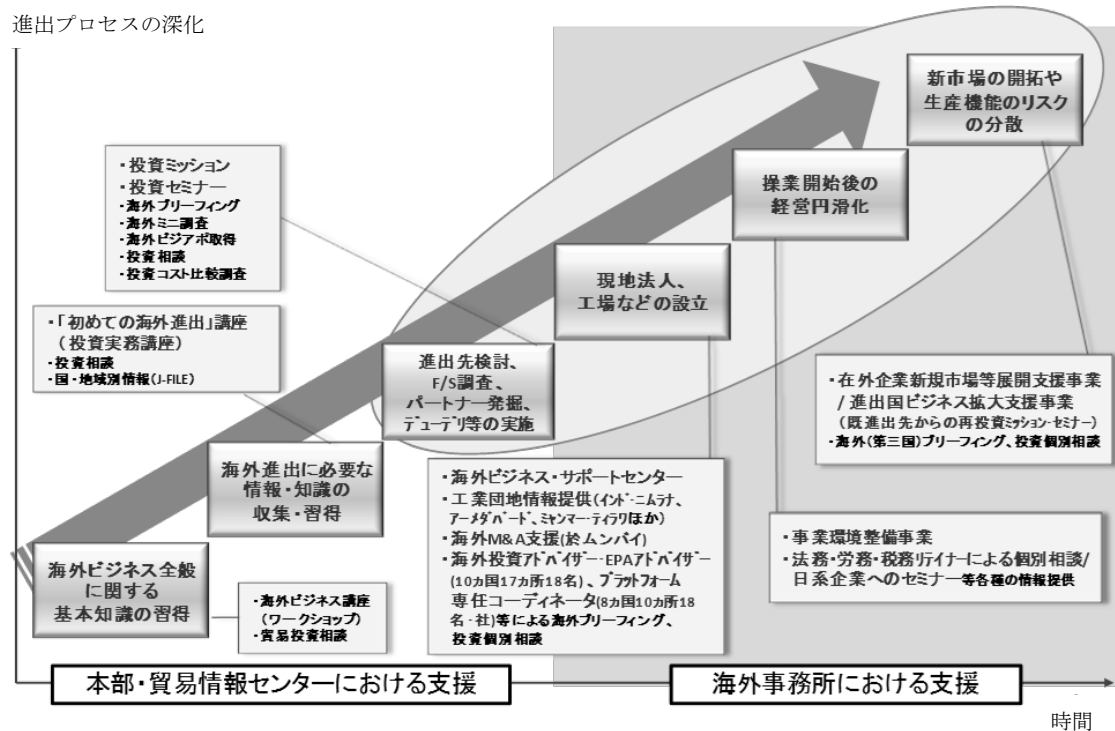 進出プロセスの深化
新市場の開拓や
生産機能のリスク
の分散
操業開始後の
経営円滑化
・投資ミッション
・投資セミナー
・海外ブリーフィング
・海外ミニ調査
・海外ビジアポ取得
・投資相談
・投資コスト比較調査
現地法人、
工場などの設立
・「初めての海外進出」講座
（投資実務講座）
・投資相談
・国・地域別情報(J-FILE)
進出先検討、
F/S調査、
パートナー発掘、
デューデリ等の実施
・在外企業新規市場等展開支援事業
/ 進出国ビジネス拡大支援事業
（既進出先からの再投資ミッション・セミナー）
・海外(第三国)ブリーフィング、投資個別相談
海外進出に必要な
情報・知識の
収集・習得
・海外ビジネス・サポートセンター
・工業団地情報提供(インド・ニムラナ、
アーメダバード、ミャンマー・ティラワほか)
・海外M&A支援(於ムンバイ)
・海外投資アドバイザー・EPAアドバイザー
(10ヵ国17ヵ所18名)、プラットフォーム
専任コーディネータ(8ヵ国10ヵ所18
名・社)等による海外ブリーフィング、
投資個別相談
・事業環境整備事業
・法務・労務・税務リテイナーによる個別相談/
日系企業へのセミナー等各種の情報提供
海外ビジネス全般
に関する
基本知識の習得
・海外ビジネス講座
（ワークショップ）
・貿易投資相談
本部・貿易情報センターにおける支援
海外事務所における支援
時間